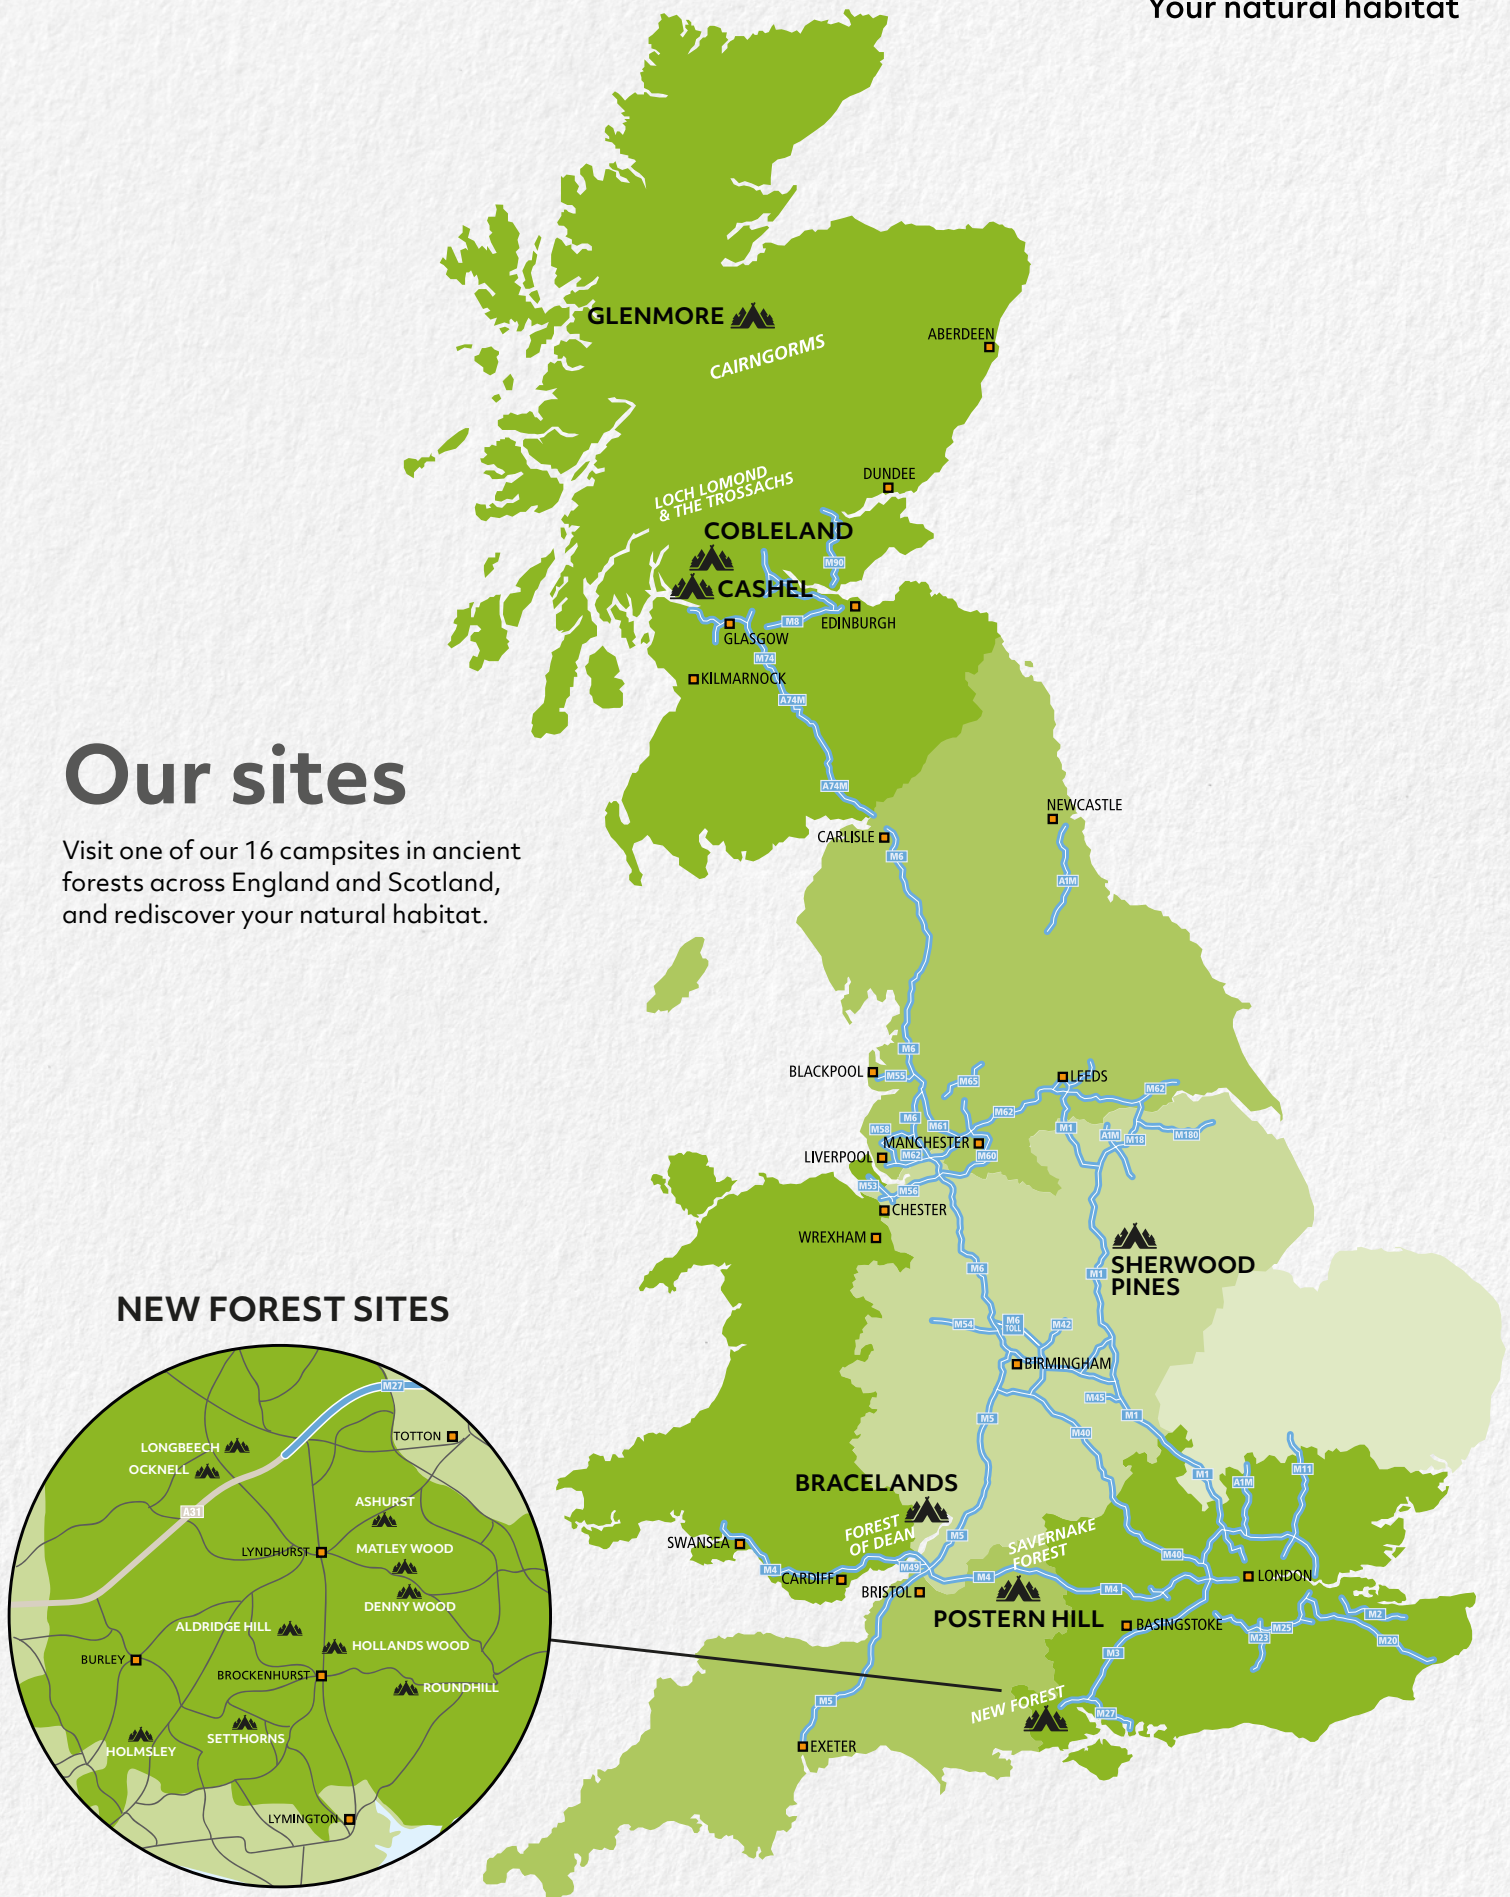 Your natural habitat
GLENMORE
CAIRNGORMS
ABERDEEN
LOCH LOMOND
& THE TROSSACHS
DUNDEE
COBLELAND
M90
CASHEL
M8
EDINBURGH
GLASGOW
M74
KILMARNOCK
A74M
A74M
Our sites
Visit one of our 16 campsites in ancient
forests across England and Scotland,
and rediscover your natural habitat.
NEWCASTLE
CARLISLE
M6
A1M
M6
BLACKPOOL
M55
M65
LEEDS
M62
M6
M61
M62
M58
M1
A1M
M18
M180
MANCHESTER
LIVERPOOL
M62
M60
M53
M56
CHESTER
WREXHAM
SHERWOOD
PINES
M6
M1
M54
M6
TOLL
M42
BIRMINGHAM
M45
M5
M1
M40
BRACELANDS
M1
A1M
M11
FOREST
OF DEAN
M5
SAVERNAKE
FOREST
SWANSEA
M4
CARDIFF
M49
M4
M40
BRISTOL
M4
LONDON
POSTERN HILL
BASINGSTOKE
M2
M25
M23
M20
M3
M5
NEW FOREST
M27
EXETER
NEW FOREST SITES
M27
TOTTON
LONGBEECH
OCKNELL
A31
ASHURST
LYNDHURST
MATLEY WOOD
DENNY WOOD
ALDRIDGE HILL
HOLLANDS WOOD
BURLEY
BROCKENHURST
ROUNDHILL
SETTHORNS
HOLMSLEY
LYMINGTON